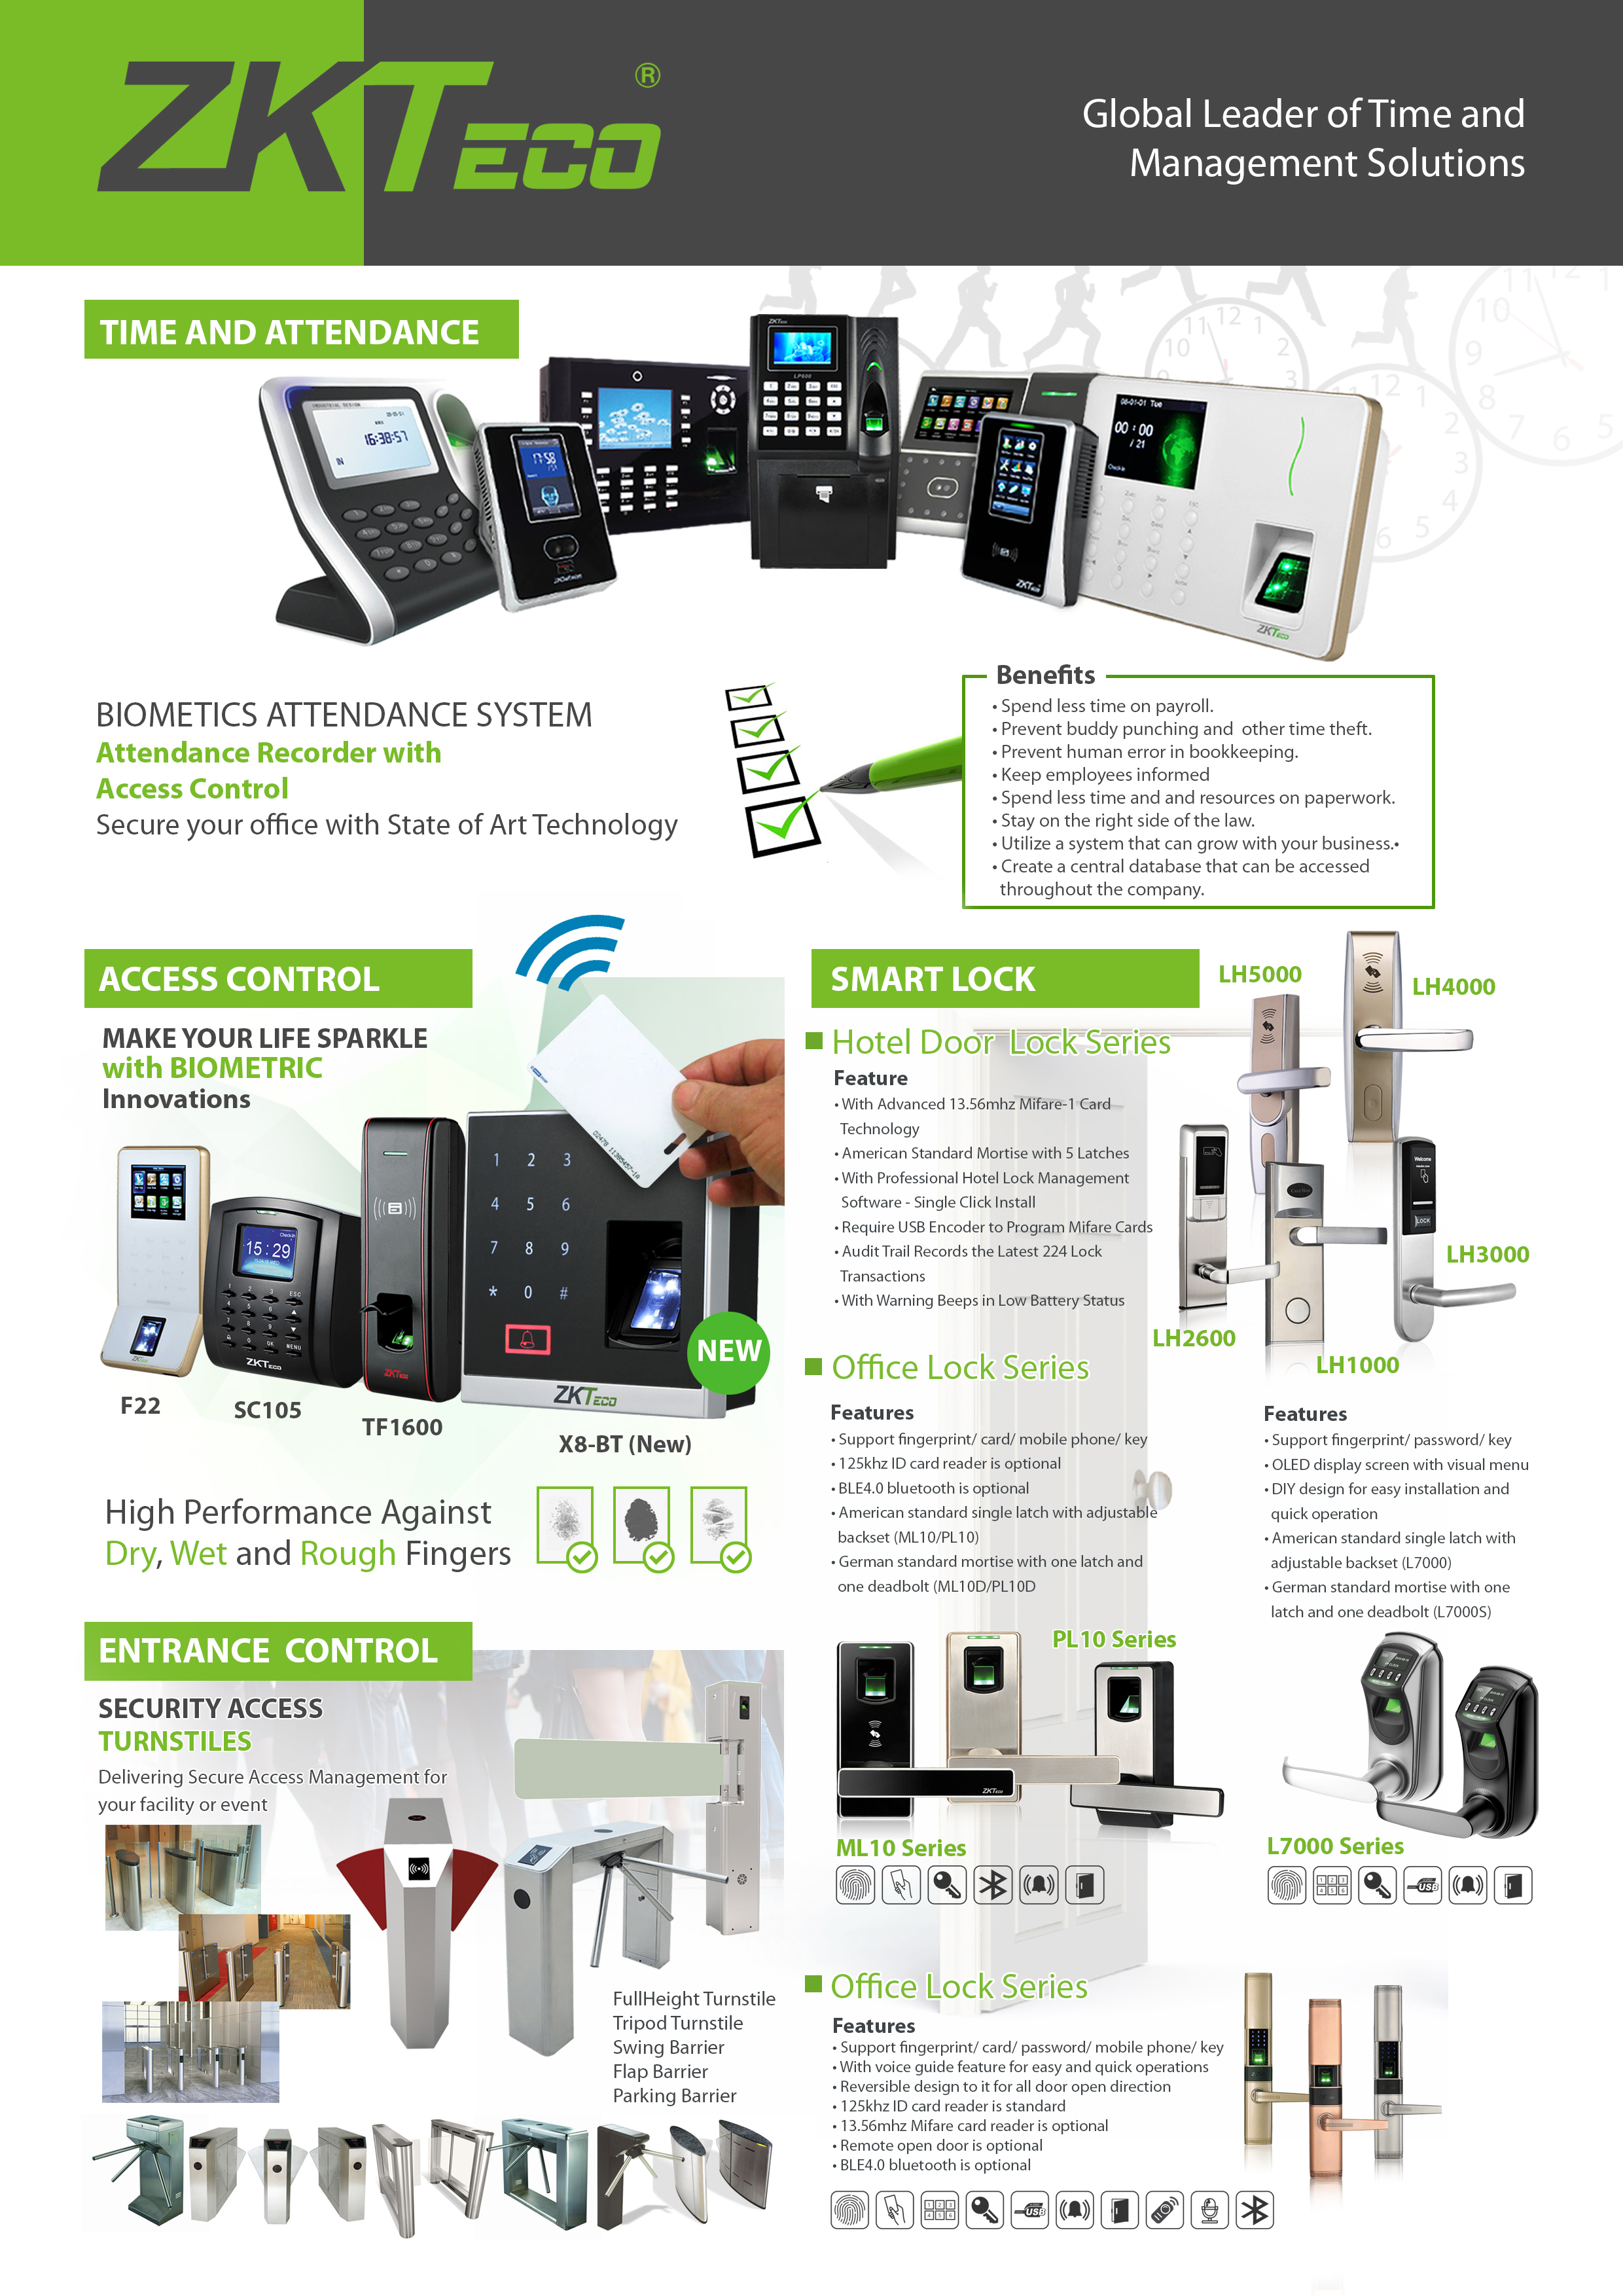 ZKTECO ®
Global Leader of Time and
Management Solutions
TIME AND ATTENDANCE
BIOMETICS ATTENDANCE SYSTEM
Attendance Recorder with
Access Control
Secure your office with State of Art Technology
Benefits
• Spend less time on payroll.
• Prevent buddy punching and other time theft.
• Prevent human error in bookkeeping.
• Keep employees informed
• Spend less time and and resources on paperwork.
• Stay on the right side of the law.
• Utilize a system that can grow with your business.•
• Create a central database that can be accessed
throughout the company.
ACCESS CONTROL
MAKE YOUR LIFE SPARKLE
with BIOMETRIC
Innovations
1 2 3
4 5 6
7 8 9
* 0 #
15:29
ZKTECO
ZKTECO
NEW
F22
SC105
TF1600
X8-BT (New)
High Performance Against
Dry, Wet and Rough Fingers
ENTRANCE CONTROL
SECURITY ACCESS
TURNSTILES
Delivering Secure Access Management for
your facility or event
FullHeight Turnstile
Tripod Turnstile
Swing Barrier
Flap Barrier
Parking Barrier
SMART LOCK
LH5000
LH4000
LH3000
LH2600
LH1000
Hotel Door Lock Series
Feature
• With Advanced 13.56mhz Mifare-1 Card
Technology
• American Standard Mortise with 5 Latches
• With Professional Hotel Lock Management
Software - Single Click Install
• Require USB Encoder to Program Mifare Cards
• Audit Trail Records the Latest 224 Lock
Transactions
• With Warning Beeps in Low Battery Status
Office Lock Series
Features
• Support fingerprint/ card/ mobile phone/ key
• 125khz ID card reader is optional
• BLE4.0 bluetooth is optional
• American standard single latch with adjustable
backset (ML10/PL10)
• German standard mortise with one latch and
one deadbolt (ML10D/PL10D
Features
• Support fingerprint/ password/ key
• OLED display screen with visual menu
• DIY design for easy installation and
quick operation
• American standard single latch with
adjustable backset (L7000)
• German standard mortise with one
latch and one deadbolt (L7000S)
PL10 Series
ML10 Series
L7000 Series
USB
Office Lock Series
Features
• Support fingerprint/ card/ password/ mobile phone/ key
• With voice guide feature for easy and quick operations
• Reversible design to it for all door open direction
• 125khz ID card reader is standard
• 13.56mhz Mifare card reader is optional
• Remote open door is optional
• BLE4.0 bluetooth is optional
USB